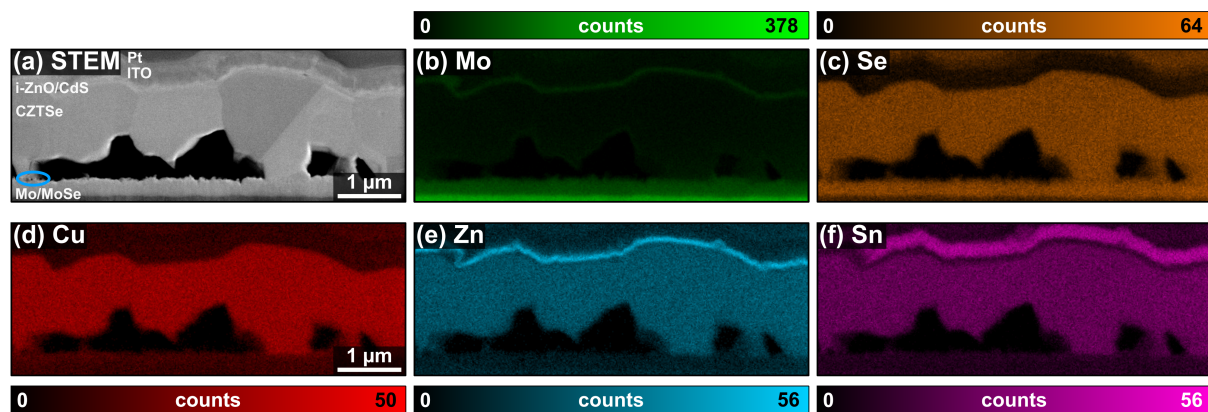 0 counts 378
0 counts 64
(a) STEM
Pt
ITO
i-ZnO/CdS
CZTSe
Mo/MoSe
1 µm
(b) Mo
(c) Se
(d) Cu
1 µm
(e) Zn
(f) Sn
0 counts 50
0 counts 56
0 counts 56